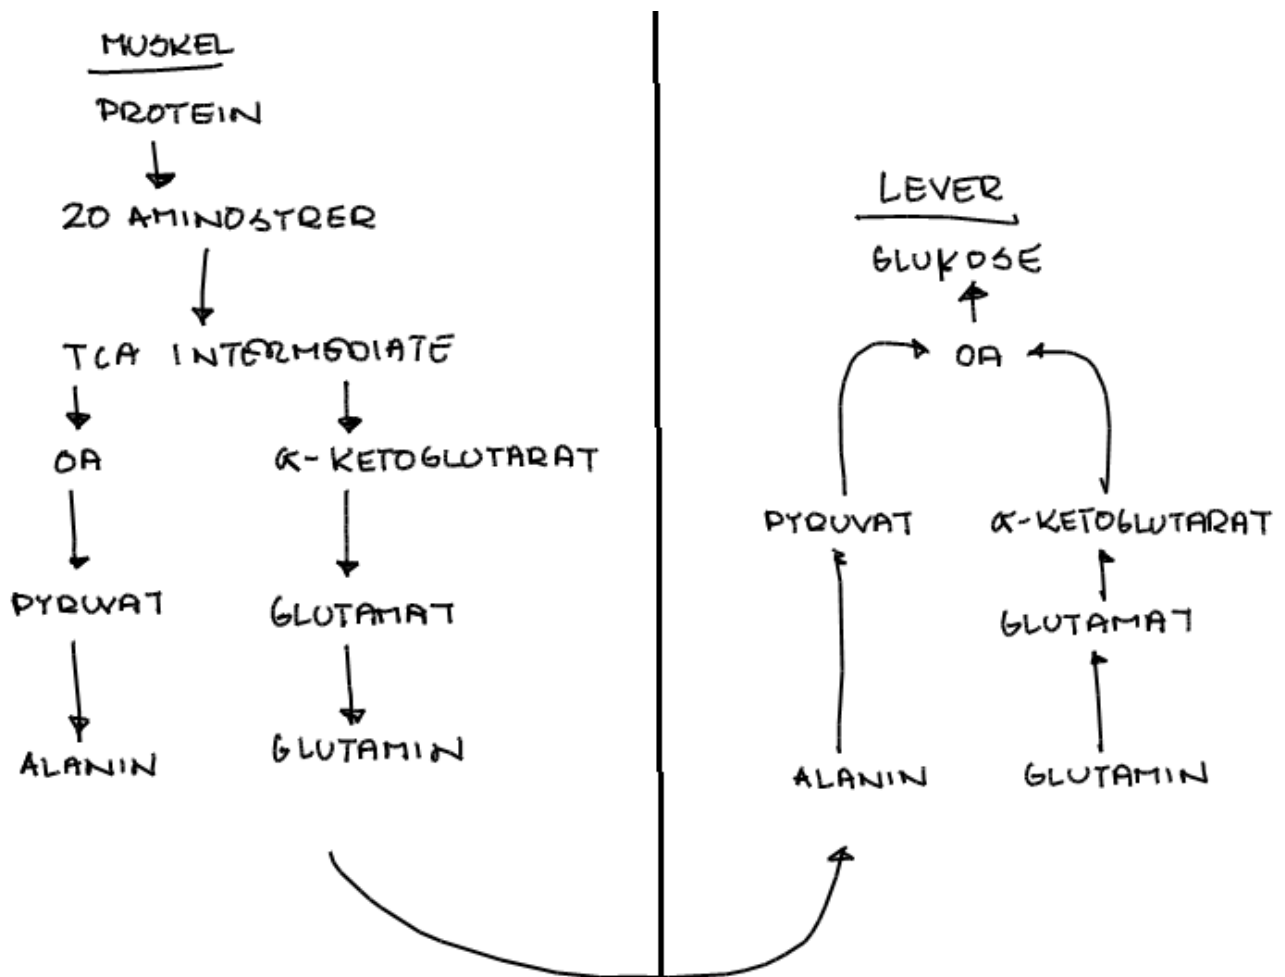 MUSKEL
PROTEIN
20 AMINOSYRER
TCA INTERMEDIATE
OA
α-KETOGLUTARAT
PYRUVAT
GLUTAMAT
ALANIN
GLUTAMIN
LEVER
GLUKOSE
OA
PYRUVAT
α-KETOGLUTARAT
GLUTAMAT
ALANIN
GLUTAMIN